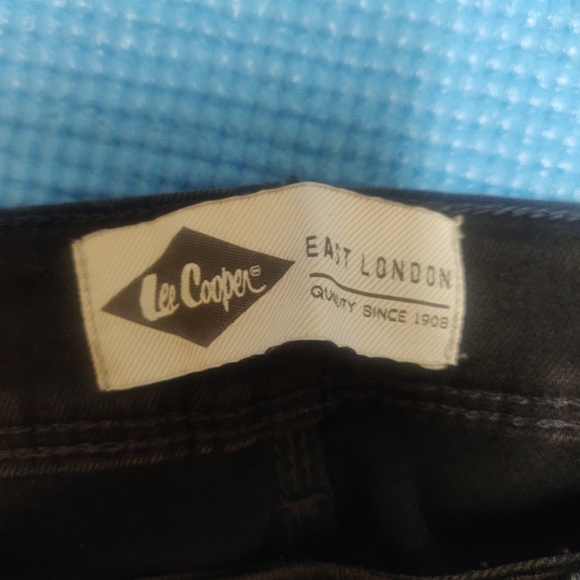 Lee Cooper®
EAST LONDON
QUALITY SINCE 1908